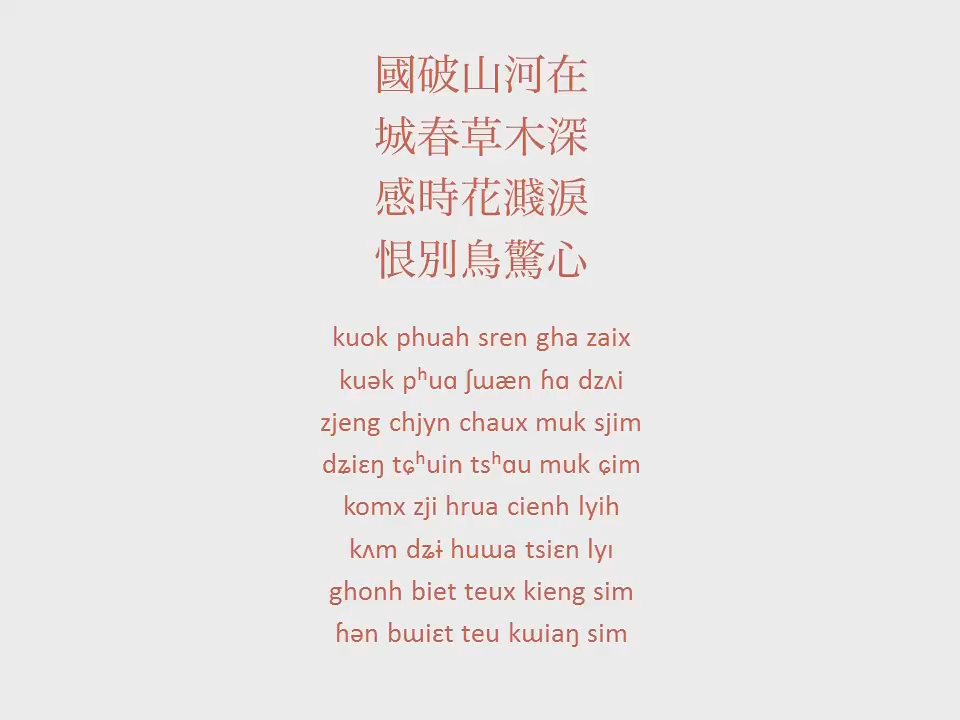 國破山河在
城春草木深
感時花濺淚
恨別鳥驚心
kuok phuah sren gha zaix
kuək pʰuɑ ʃɯæn ɦɑ dzʌi
zjeng chjyn chaux muk sjim
dʑiɛŋ tɕʰuin tsʰɑu muk ɕim
komx zji hrua cienh lyih
kʌm dʑɨ huɯa tsiɛn lyɪ
ghonh biet teux kieng sim
ɦən bɯiɛt teu kɯiaŋ sim